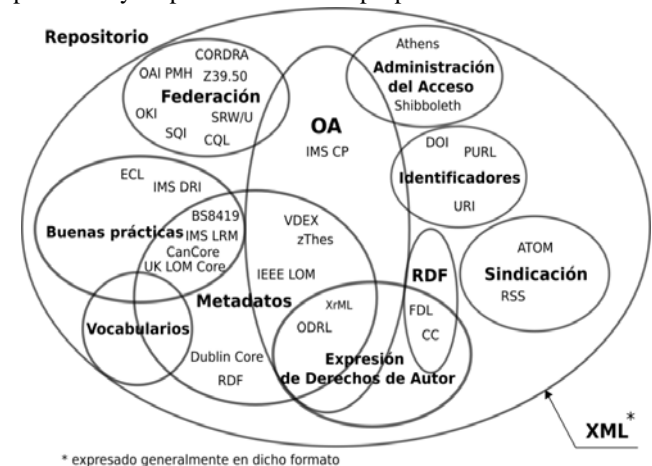 Repositorio
CORDRA
OAI PMH Z39.50
Federación
OKI SRW/U
SQI CQL
OA
IMS CP
Athens
Administración
del Acceso
Shibboleth
DOI PURL
Identificadores
URI
ECL
IMS DRI
BS8419
Buenas prácticas IMS LRM
CanCore
UK LOM Core
VDEX
zThes
IEEE LOM
Metadatos
Vocabularios
Dublin Core
RDF
RDF
FDL
CC
XrML
ODRL
Expresión
de Derechos de Autor
ATOM
Sindicación
RSS
XML*
* expresado generalmente en dicho formato